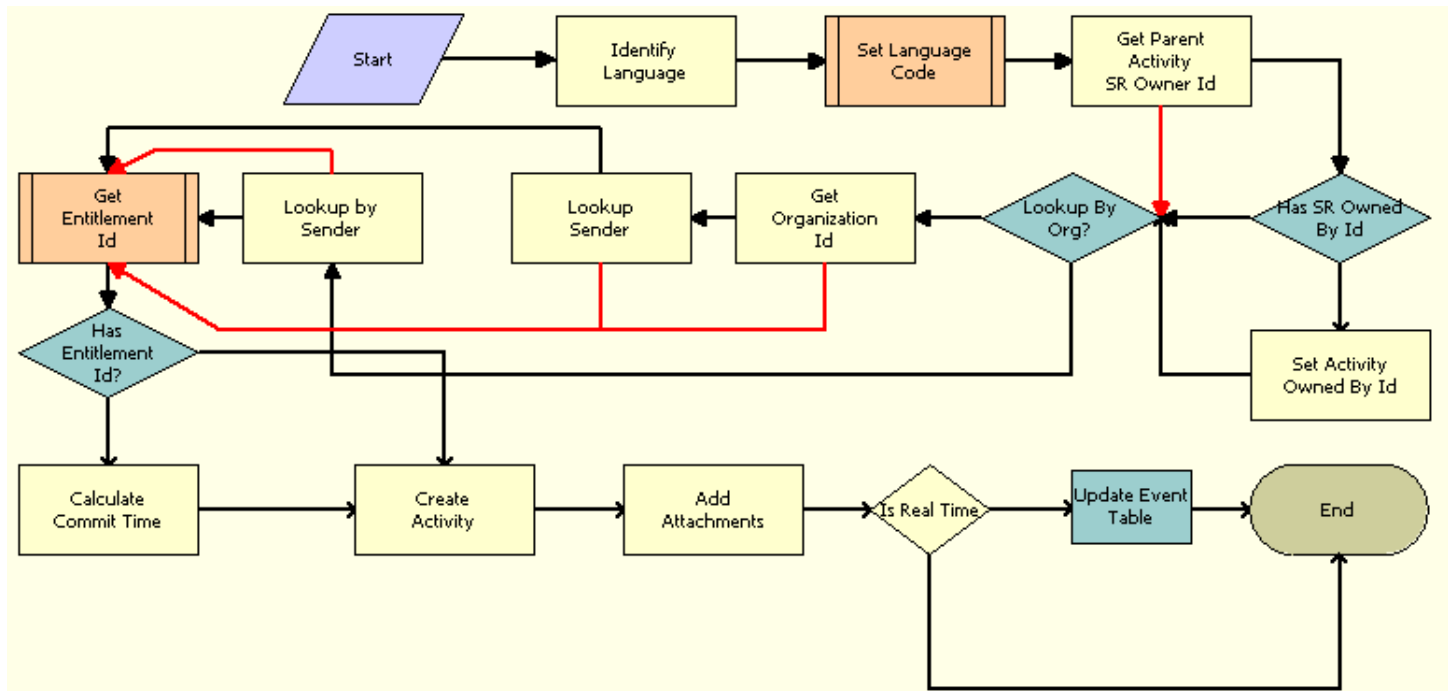 Start
Identify
Language
Set Language
Code
Get Parent
Activity
SR Owner Id
Get
Entitlement
Id
Lookup by
Sender
Lookup
Sender
Get
Organization
Id
Lookup By
Org?
Has SR Owned
By Id
Has
Entitlement
Id?
Set Activity
Owned By Id
Calculate
Commit Time
Create
Activity
Add
Attachments
Is Real Time
Update Event
Table
End